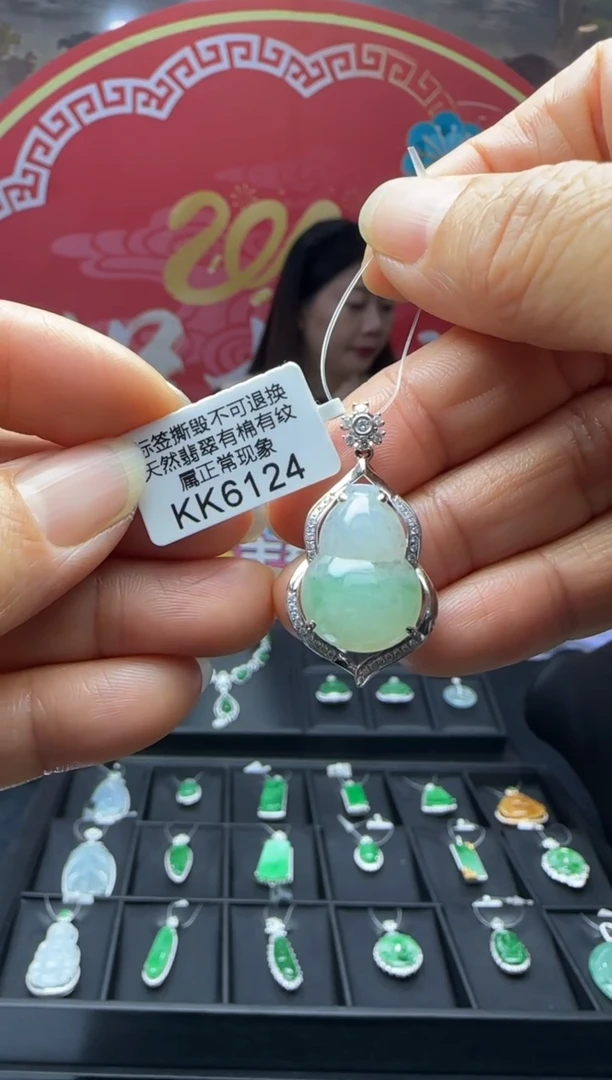 标签撕毁不可退换
天然翡翠有棉有纹
属正常现象
KK6124